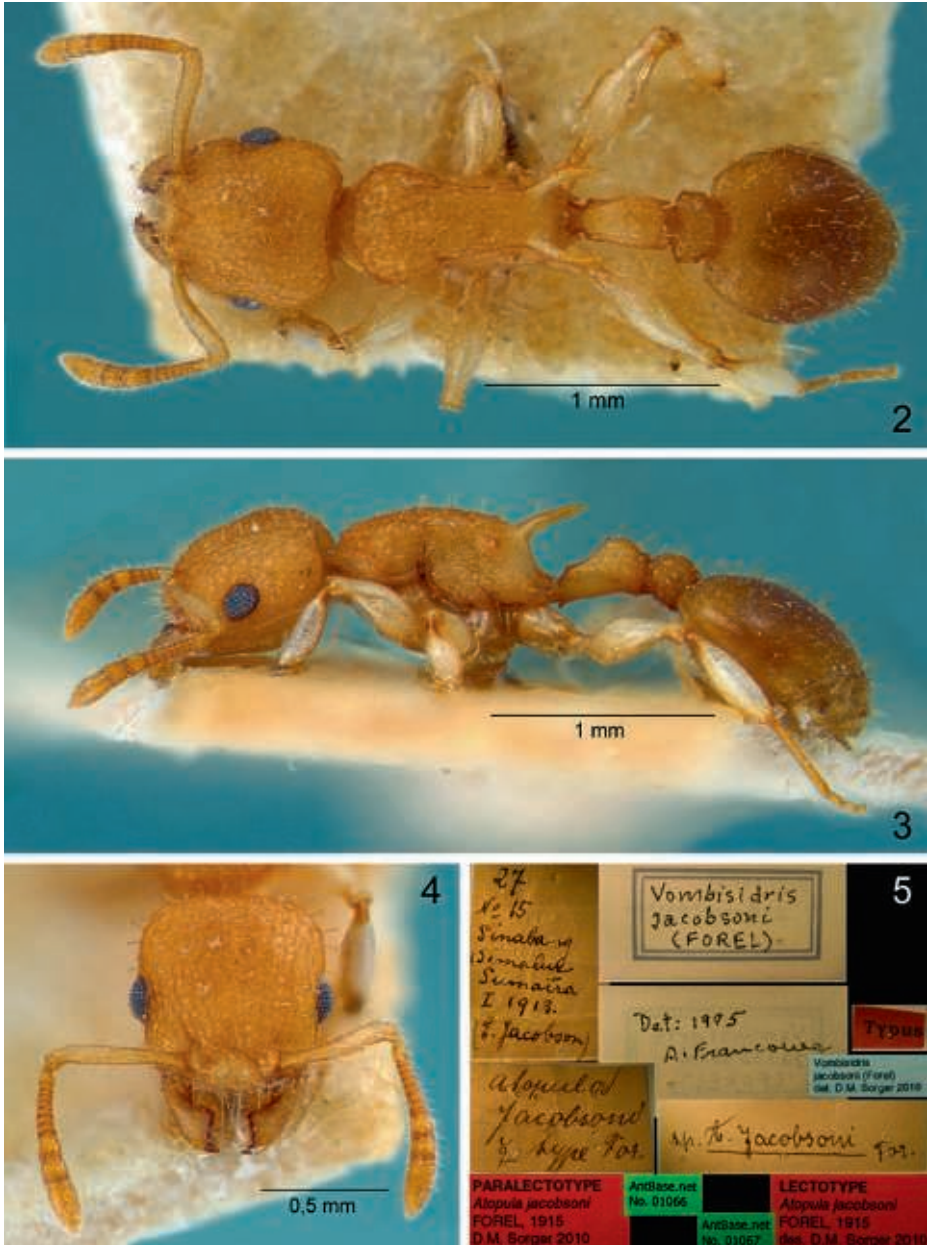 1 mm
2
1 mm
3
4
0,5 mm
5
27
No 15
Sinabang
Sumatra
I 1913.
(E. Jacobson)
Vombisidris
jacobsoni
(FOREL)
Det: 1995
A. Francoeur
Typus
Vombisidris
jacobsoni (Forel)
det. D.M. Sorger 2010
Atopula
Jacobsoni
type For.
sp. Jacobsoni For.
PARALECTOTYPE
Atopula jacobsoni
FOREL, 1915
D.M. Sorger 2010
AntBase.net
No. 01066
AntBase.net
No. 01067
LECTOTYPE
Atopula jacobsoni
FOREL, 1915
des. D.M. Sorger 2010